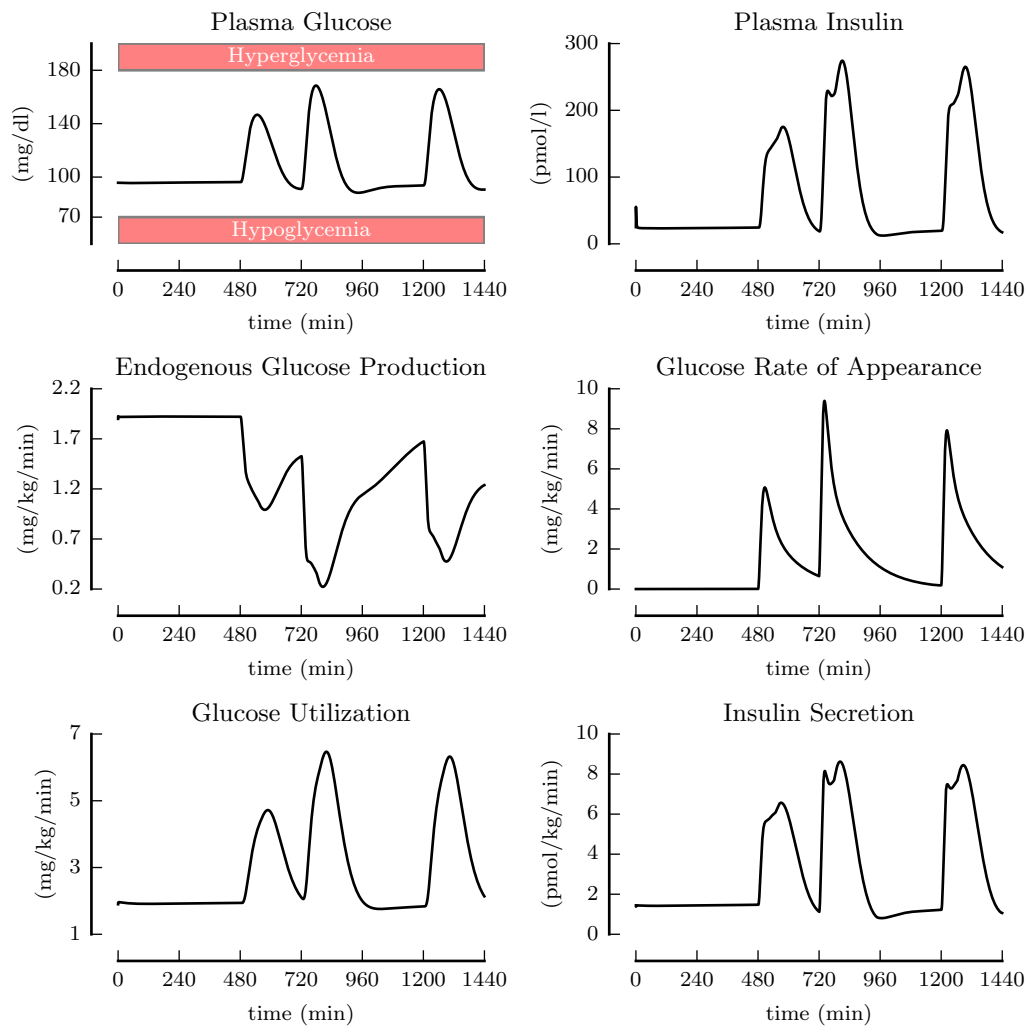 Plasma Glucose
Hyperglycemia
180
140
100
70
(mg/dl)
Hypoglycemia
0 240 480 720 960 1200 1440
time (min)
Plasma Insulin
300
200
100
0
(pmol/l)
0 240 480 720 960 1200 1440
time (min)
Endogenous Glucose Production
2.2
1.7
1.2
0.7
0.2
(mg/kg/min)
0 240 480 720 960 1200 1440
time (min)
Glucose Rate of Appearance
10
8
6
4
2
0
(mg/kg/min)
0 240 480 720 960 1200 1440
time (min)
Glucose Utilization
7
5
3
1
(mg/kg/min)
0 240 480 720 960 1200 1440
time (min)
Insulin Secretion
10
8
6
4
2
0
(pmol/kg/min)
0 240 480 720 960 1200 1440
time (min)